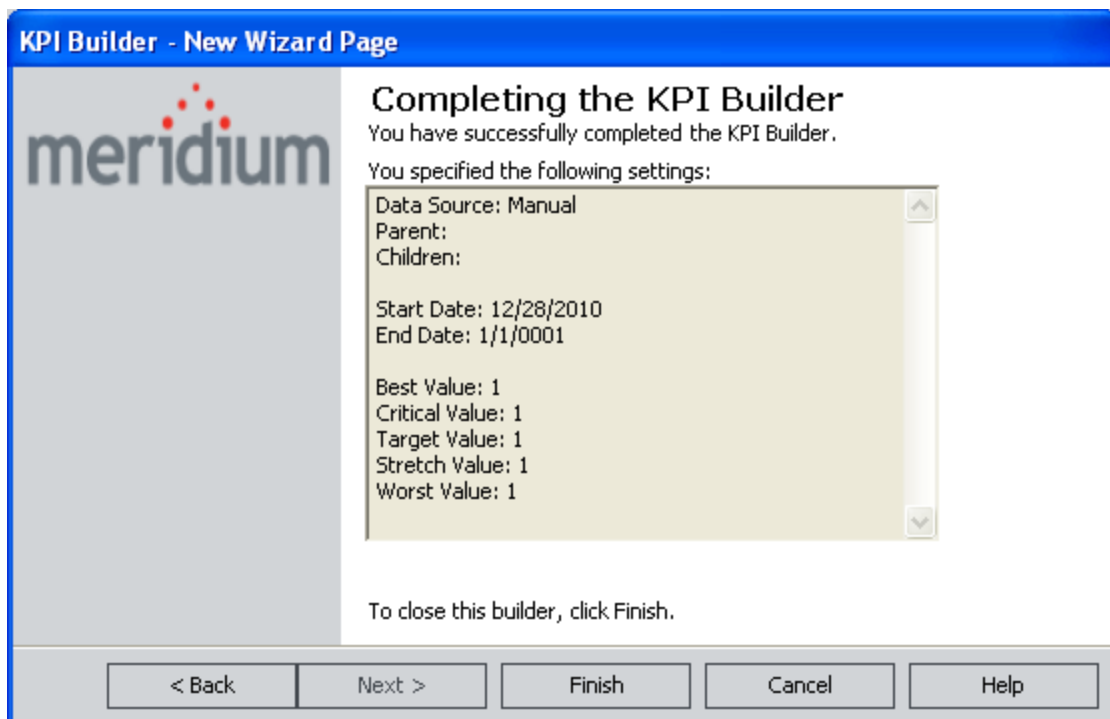 KPI Builder - New Wizard Page
meridium
Completing the KPI Builder
You have successfully completed the KPI Builder.
You specified the following settings:
Data Source: Manual
Parent:
Children:
Start Date: 12/28/2010
End Date: 1/1/0001
Best Value: 1
Critical Value: 1
Target Value: 1
Stretch Value: 1
Worst Value: 1
To close this builder, click Finish.
< Back
Next >
Finish
Cancel
Help